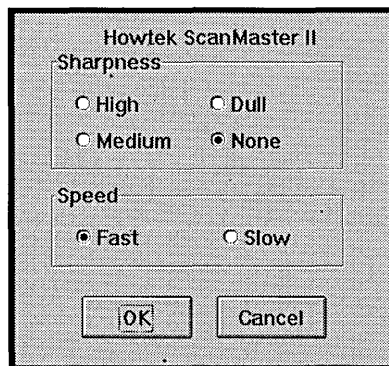 Howtek ScanMaster II
Sharpness
High Dull
Medium None
Speed
Fast Slow
OK Cancel